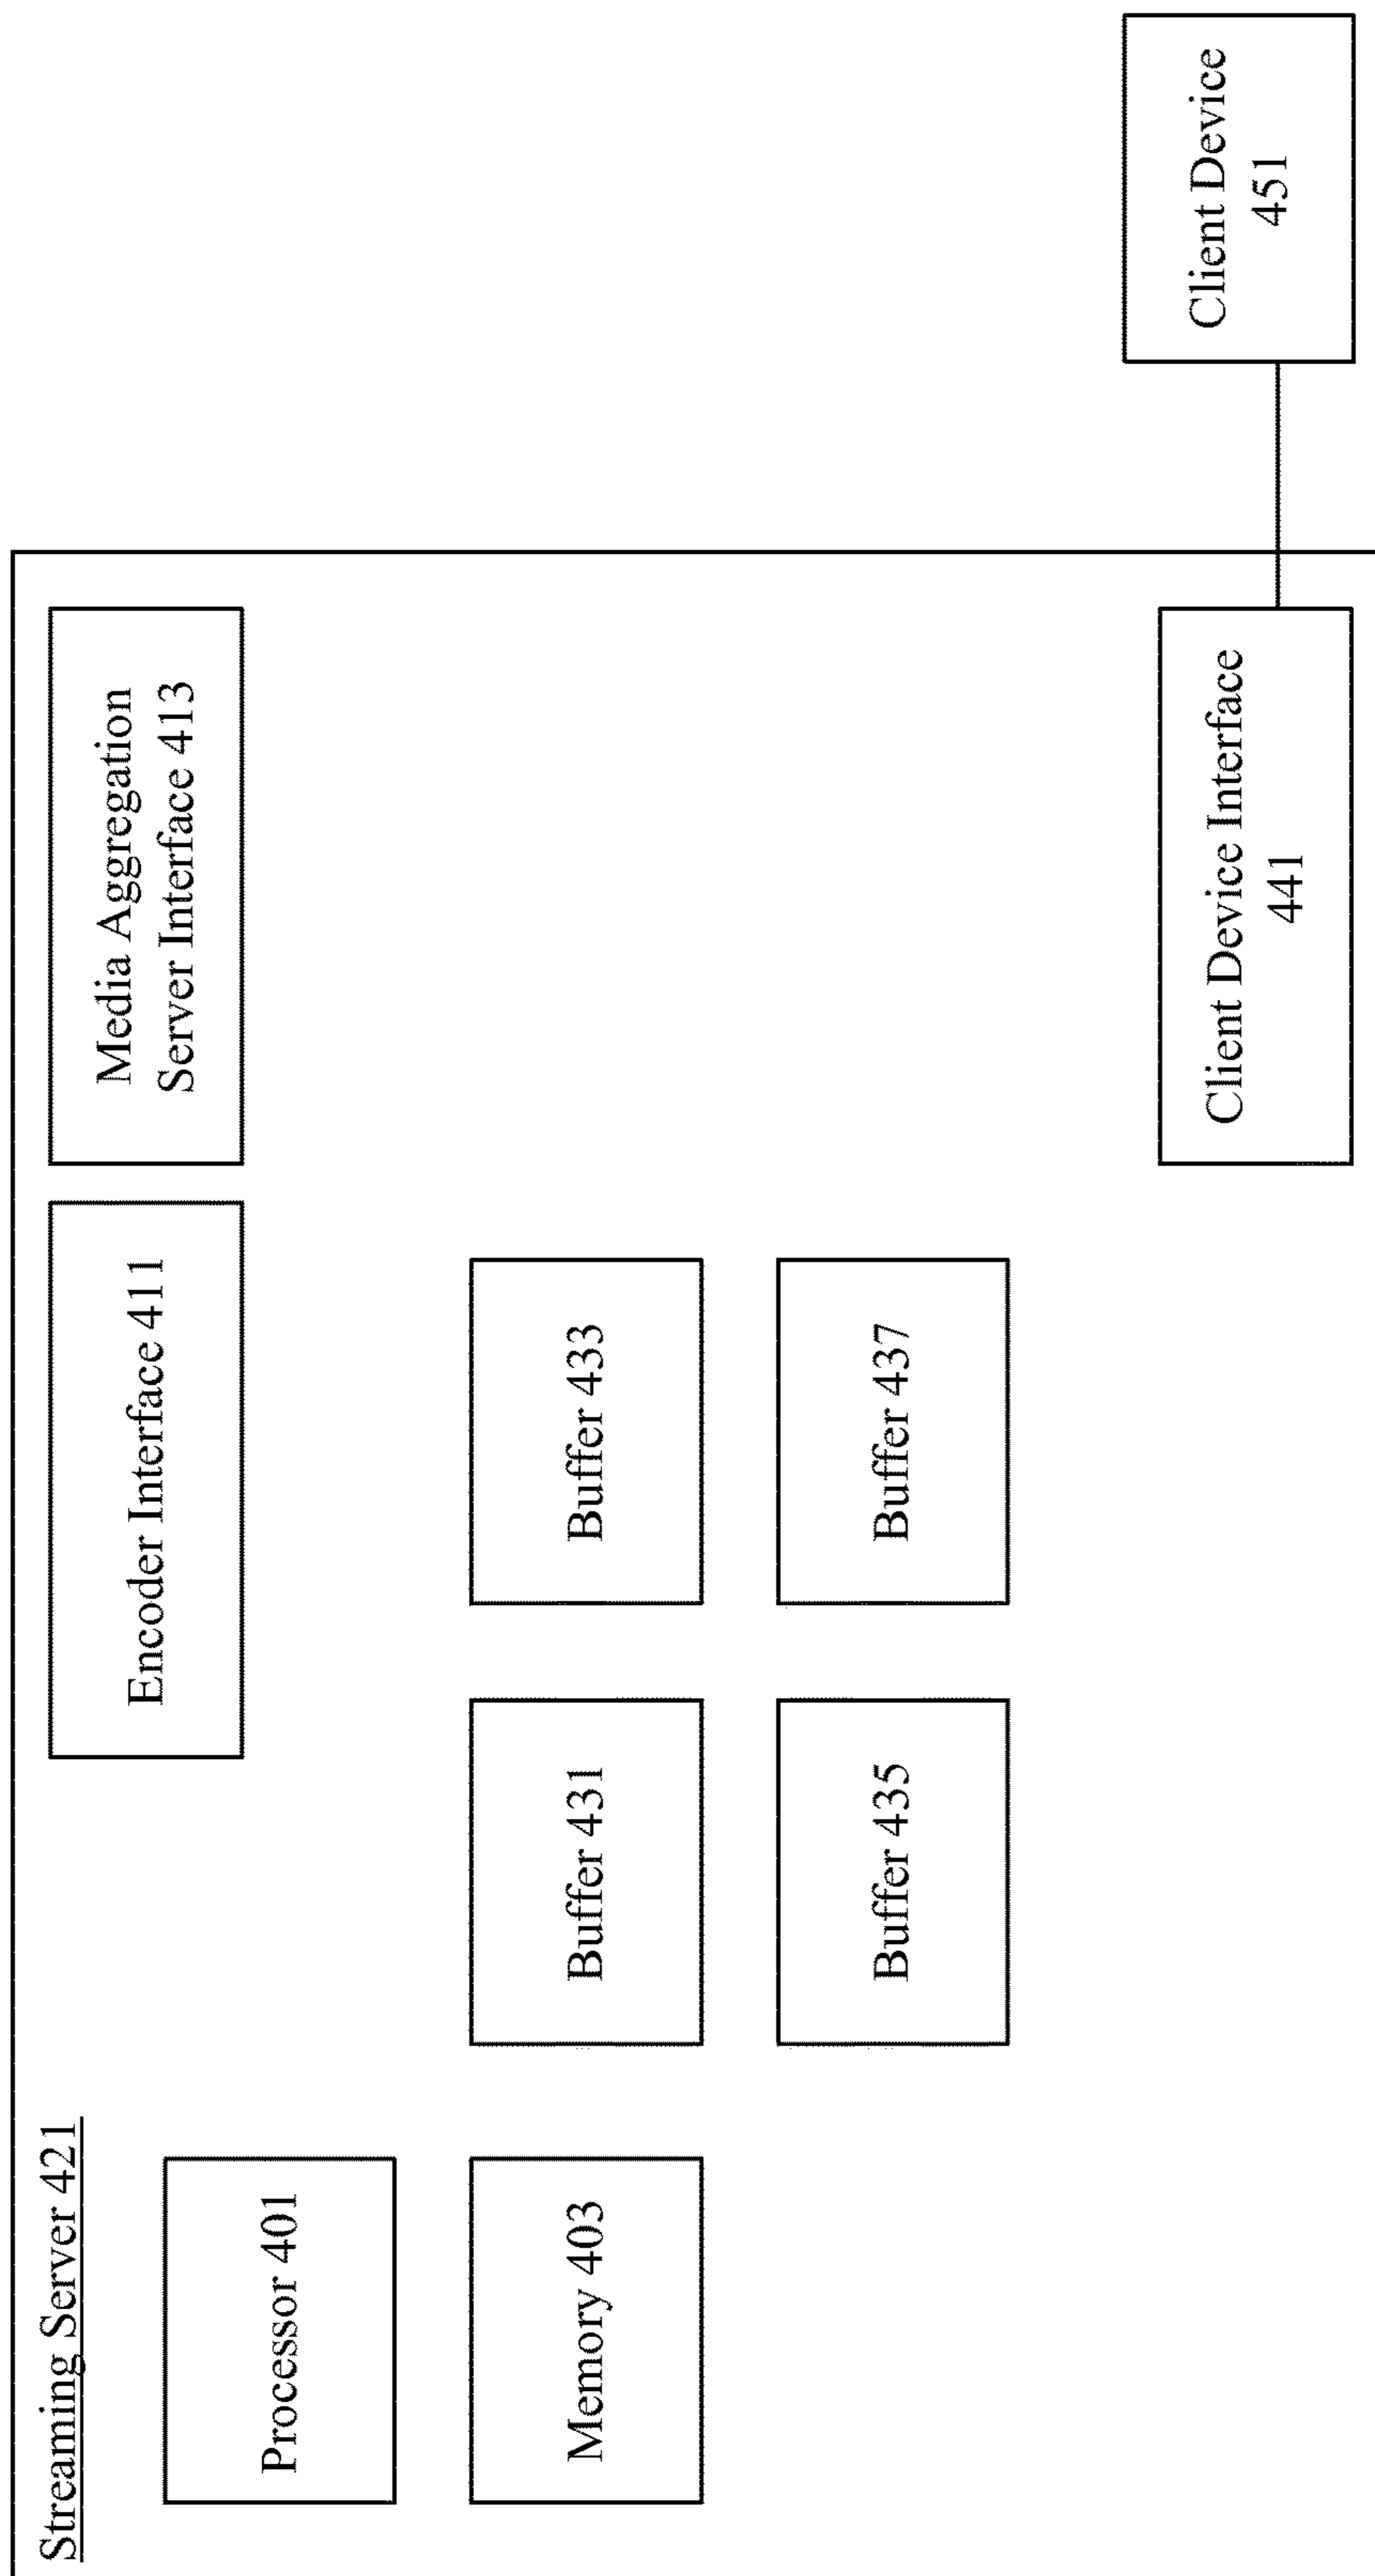 Streaming Server 421
Encoder Interface 411
Media Aggregation
Server Interface 413
Processor 401
Memory 403
Buffer 431
Buffer 433
Buffer 435
Buffer 437
Client Device Interface
441
Client Device
451